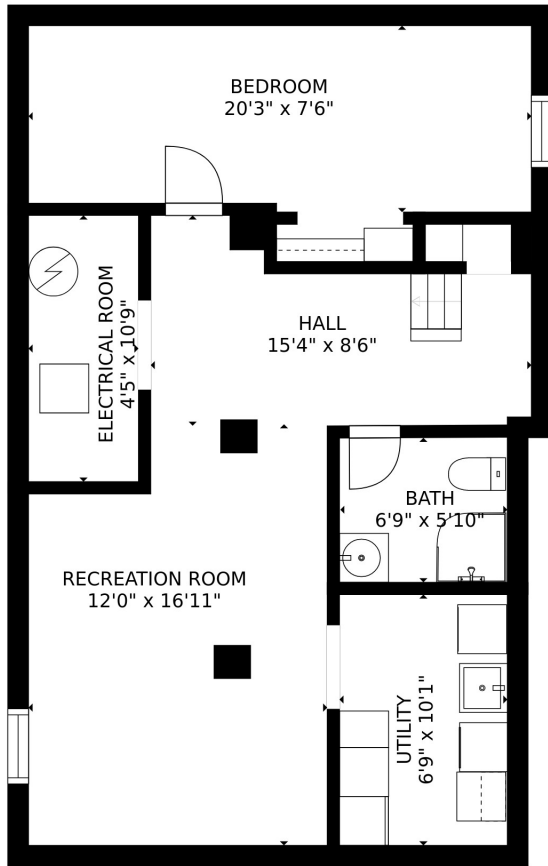 BEDROOM
20'3" x 7'6"
ELECTRICAL ROOM
4'5" x 10'9"
HALL
15'4" x 8'6"
BATH
6'9" x 5'10"
RECREATION ROOM
12'0" x 16'11"
UTILITY
6'9" x 10'1"